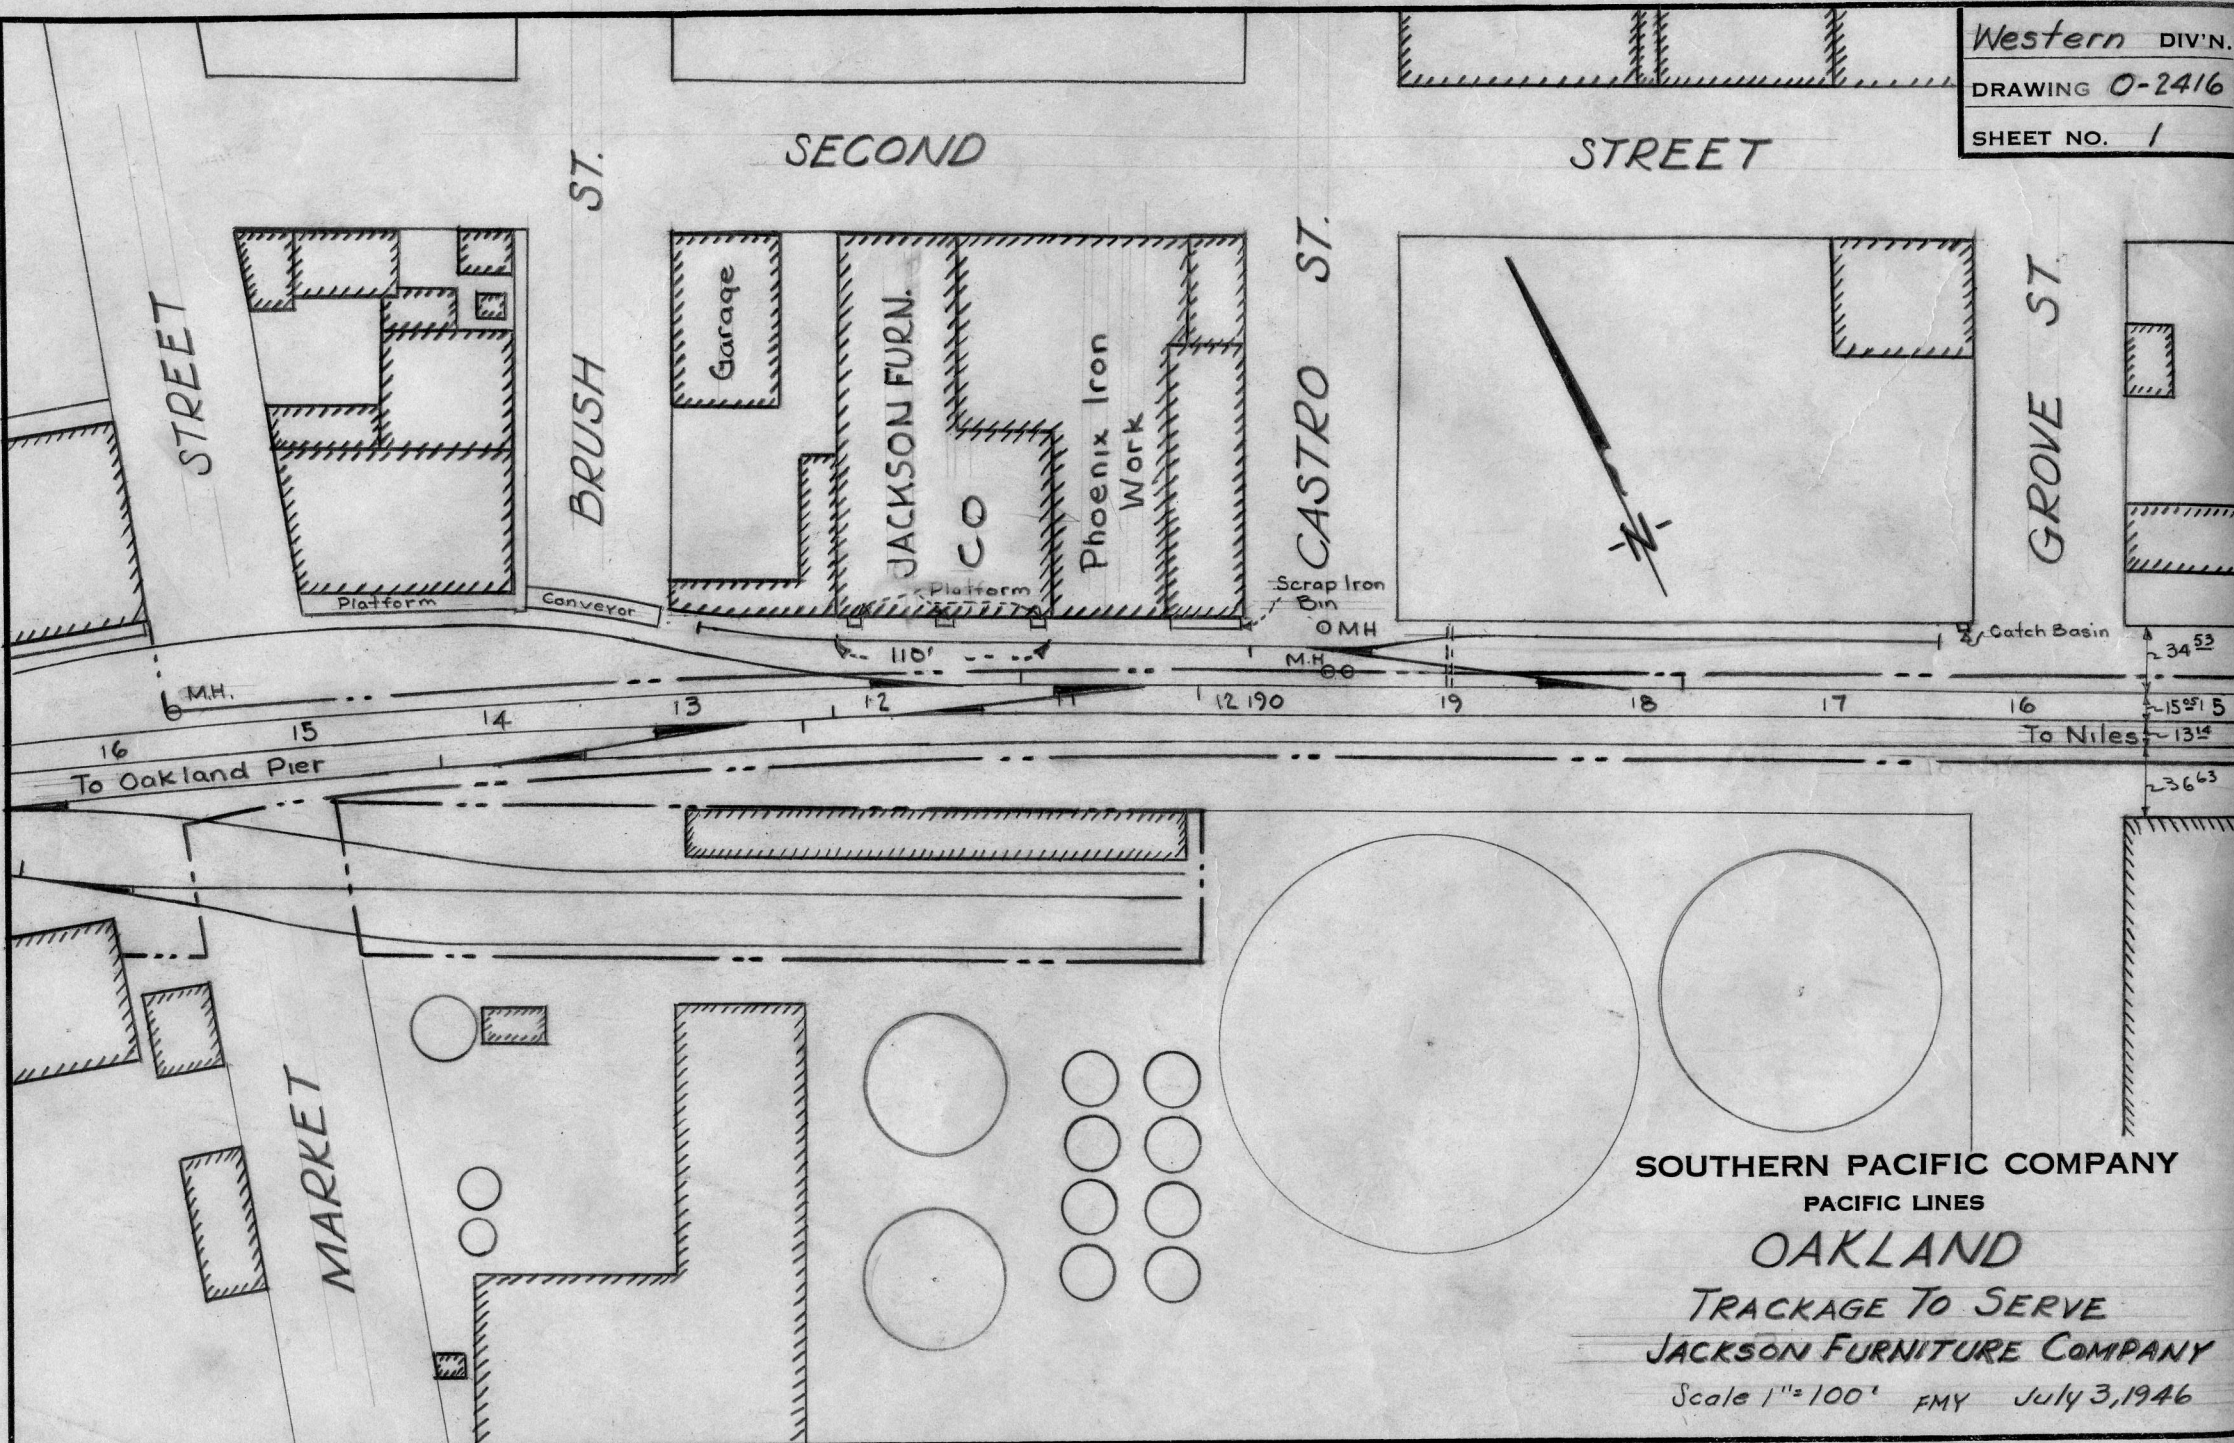 Western DIV'N.
DRAWING O-2416
SHEET NO. 1
SECOND STREET
STREET
BRUSH ST.
Garage
JACKSON FURN.
CO
Phoenix Iron
Work
CASTRO ST.
GROVE ST.
N
Platform
Conveyor
Platform
Scrap Iron
Bin
OMH
Catch Basin
110'
M.H.
M.H.
34 53
16 15 14 13 12 11 12 190 19 18 17 16 15
15 05
To Niles
13 14
To Oakland Pier
36 63
MARKET
SOUTHERN PACIFIC COMPANY
PACIFIC LINES
OAKLAND
TRACKAGE TO SERVE
JACKSON FURNITURE COMPANY
Scale 1"=100' FMY July 3, 1946